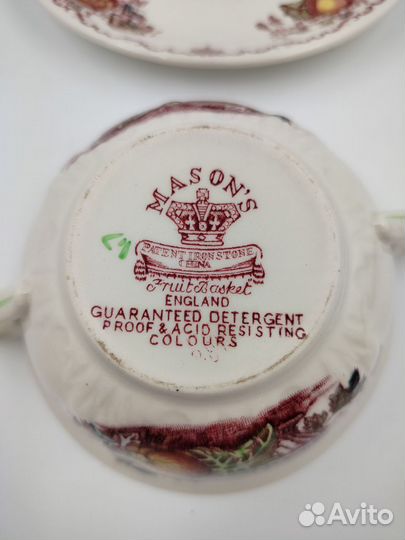 MASON'S
PATENT IRONSTONE
CHINA
Fruit Basket
ENGLAND
GUARANTEED DETERGENT
PROOF & ACID RESISTING
COLOURS
Avito